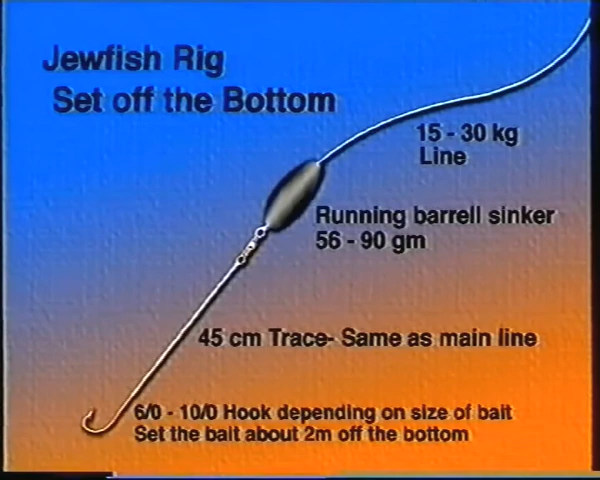 Jewfish Rig
Set off the Bottom
15 - 30 kg
Line
Running barrell sinker
56 - 90 gm
45 cm Trace- Same as main line
6/0 - 10/0 Hook depending on size of bait
Set the bait about 2m off the bottom